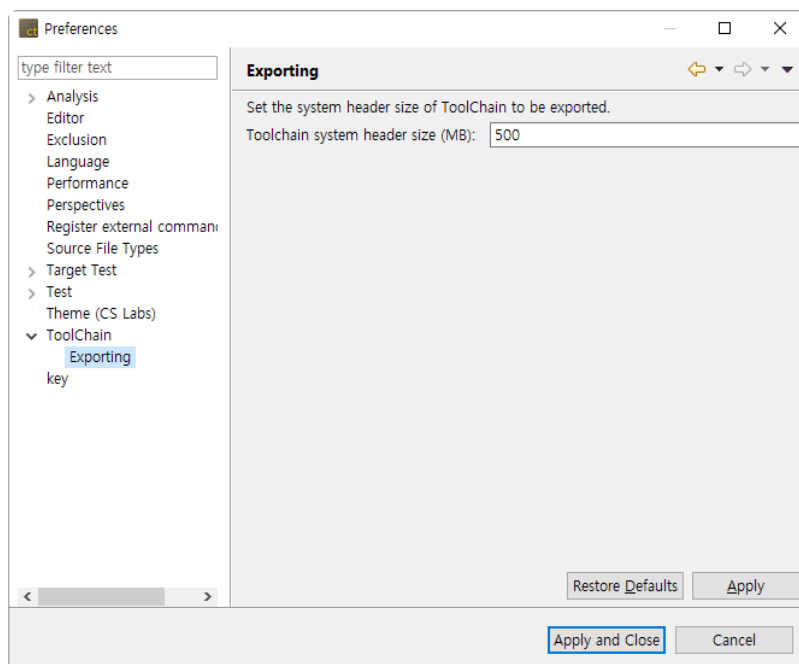 ct Preferences
type filter text
Analysis
Editor
Exclusion
Language
Performance
Perspectives
Register external comman
Source File Types
Target Test
Test
Theme (CS Labs)
ToolChain
Exporting
key
Exporting
Set the system header size of ToolChain to be exported.
Toolchain system header size (MB): 500
Restore Defaults Apply
Apply and Close Cancel